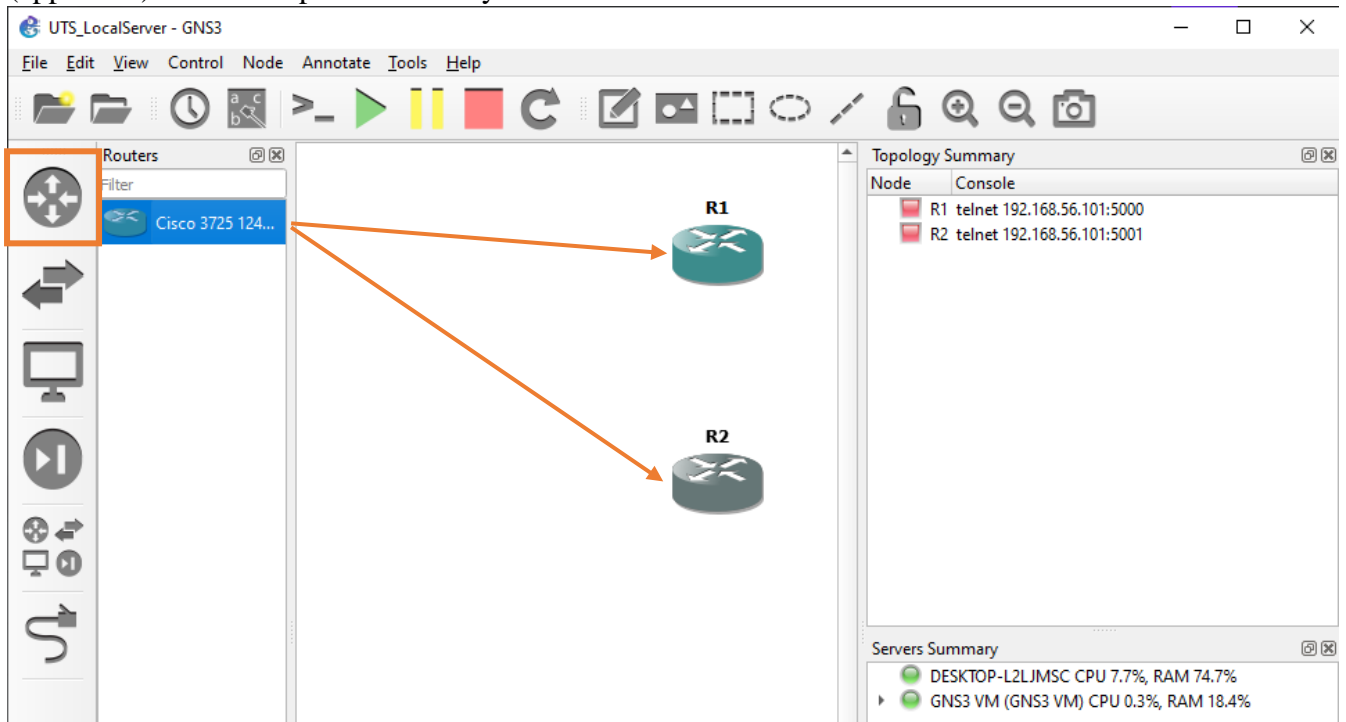 UTS_LocalServer - GNS3
File Edit View Control Node Annotate Tools Help
a c
b
Routers
Filter
Cisco 3725 124...
R1
R2
Topology Summary
Node Console
R1 telnet 192.168.56.101:5000
R2 telnet 192.168.56.101:5001
Servers Summary
DESKTOP-L2LJMSC CPU 7.7%, RAM 74.7%
GNS3 VM (GNS3 VM) CPU 0.3%, RAM 18.4%